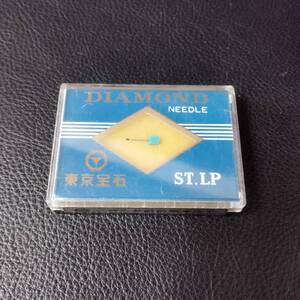 DIAMOND
NEEDLE
東京宝石
ST.LP